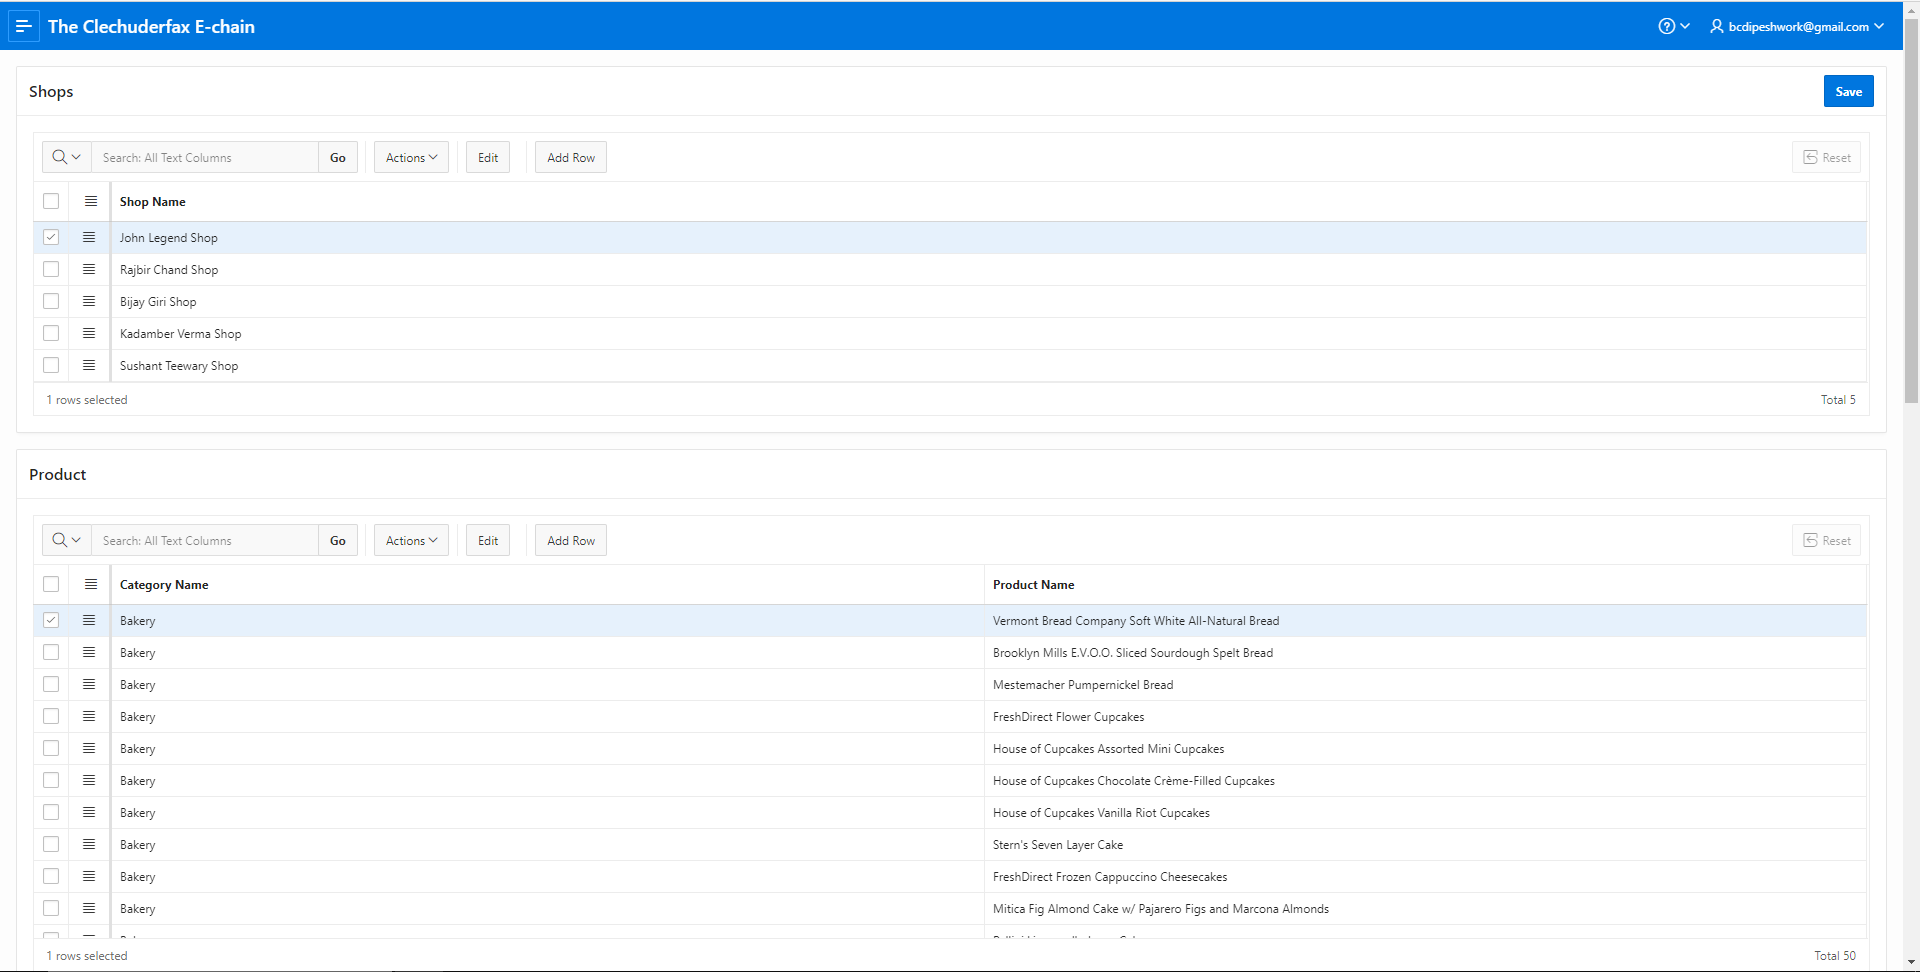 The Clechuderfax E-chain
bcdipeshwork@gmail.com
Shops
Save
Search: All Text Columns
Go
Actions
Edit
Add Row
Reset
Shop Name
John Legend Shop
Rajbir Chand Shop
Bijay Giri Shop
Kadamber Verma Shop
Sushant Teewary Shop
1 rows selected
Total 5
Product
Search: All Text Columns
Go
Actions
Edit
Add Row
Reset
Category Name Product Name
Bakery Vermont Bread Company Soft White All-Natural Bread
Bakery Brooklyn Mills E.V.O.O. Sliced Sourdough Spelt Bread
Bakery Mestemacher Pumpernickel Bread
Bakery FreshDirect Flower Cupcakes
Bakery House of Cupcakes Assorted Mini Cupcakes
Bakery House of Cupcakes Chocolate Crème-Filled Cupcakes
Bakery House of Cupcakes Vanilla Riot Cupcakes
Bakery Stern's Seven Layer Cake
Bakery FreshDirect Frozen Cappuccino Cheesecakes
Bakery Mitica Fig Almond Cake w/ Pajarero Figs and Marcona Almonds
1 rows selected
Total 50